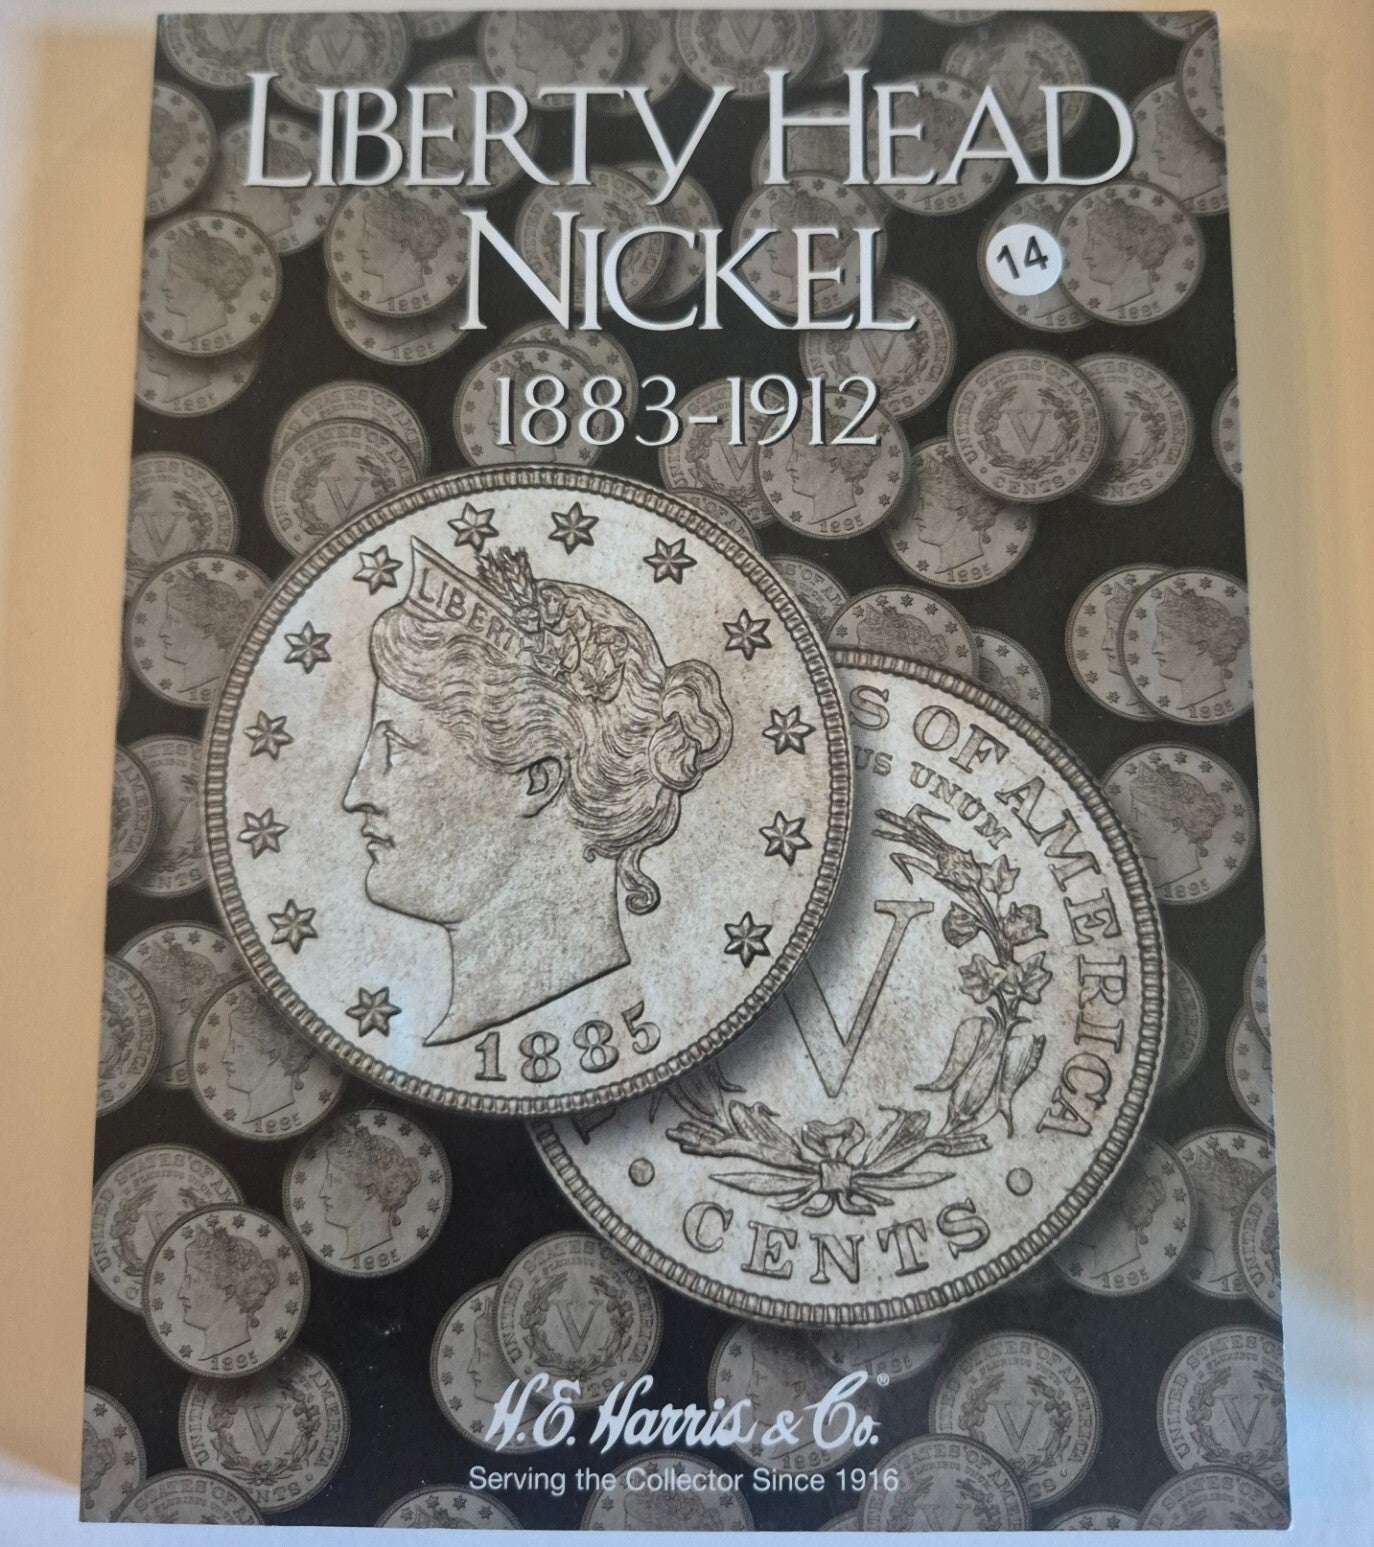 LIBERTY HEAD
NICKEL
14
1883-1912
LIBERTY
1885
S OF AMERICA
US UNUM
V
CENTS
H.E. Harris & Co.®
Serving the Collector Since 1916